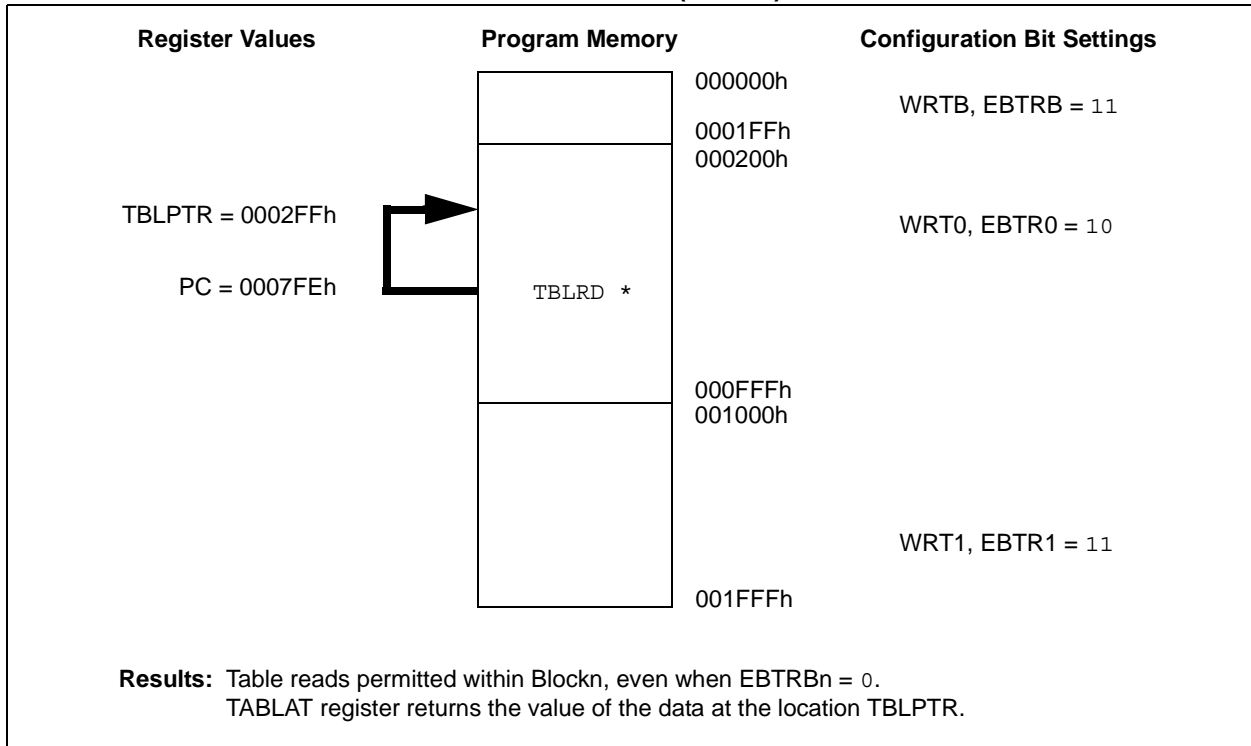 Register Values Program Memory Configuration Bit Settings
000000h
WRTB, EBTRB = 11
0001FFh
000200h
TBLPTR = 0002FFh
WRT0, EBTR0 = 10
PC = 0007FEh
TBLRD *
000FFFh
001000h
WRT1, EBTR1 = 11
001FFFh
Results: Table reads permitted within Blockn, even when EBTRBn = 0.
TABLAT register returns the value of the data at the location TBLPTR.